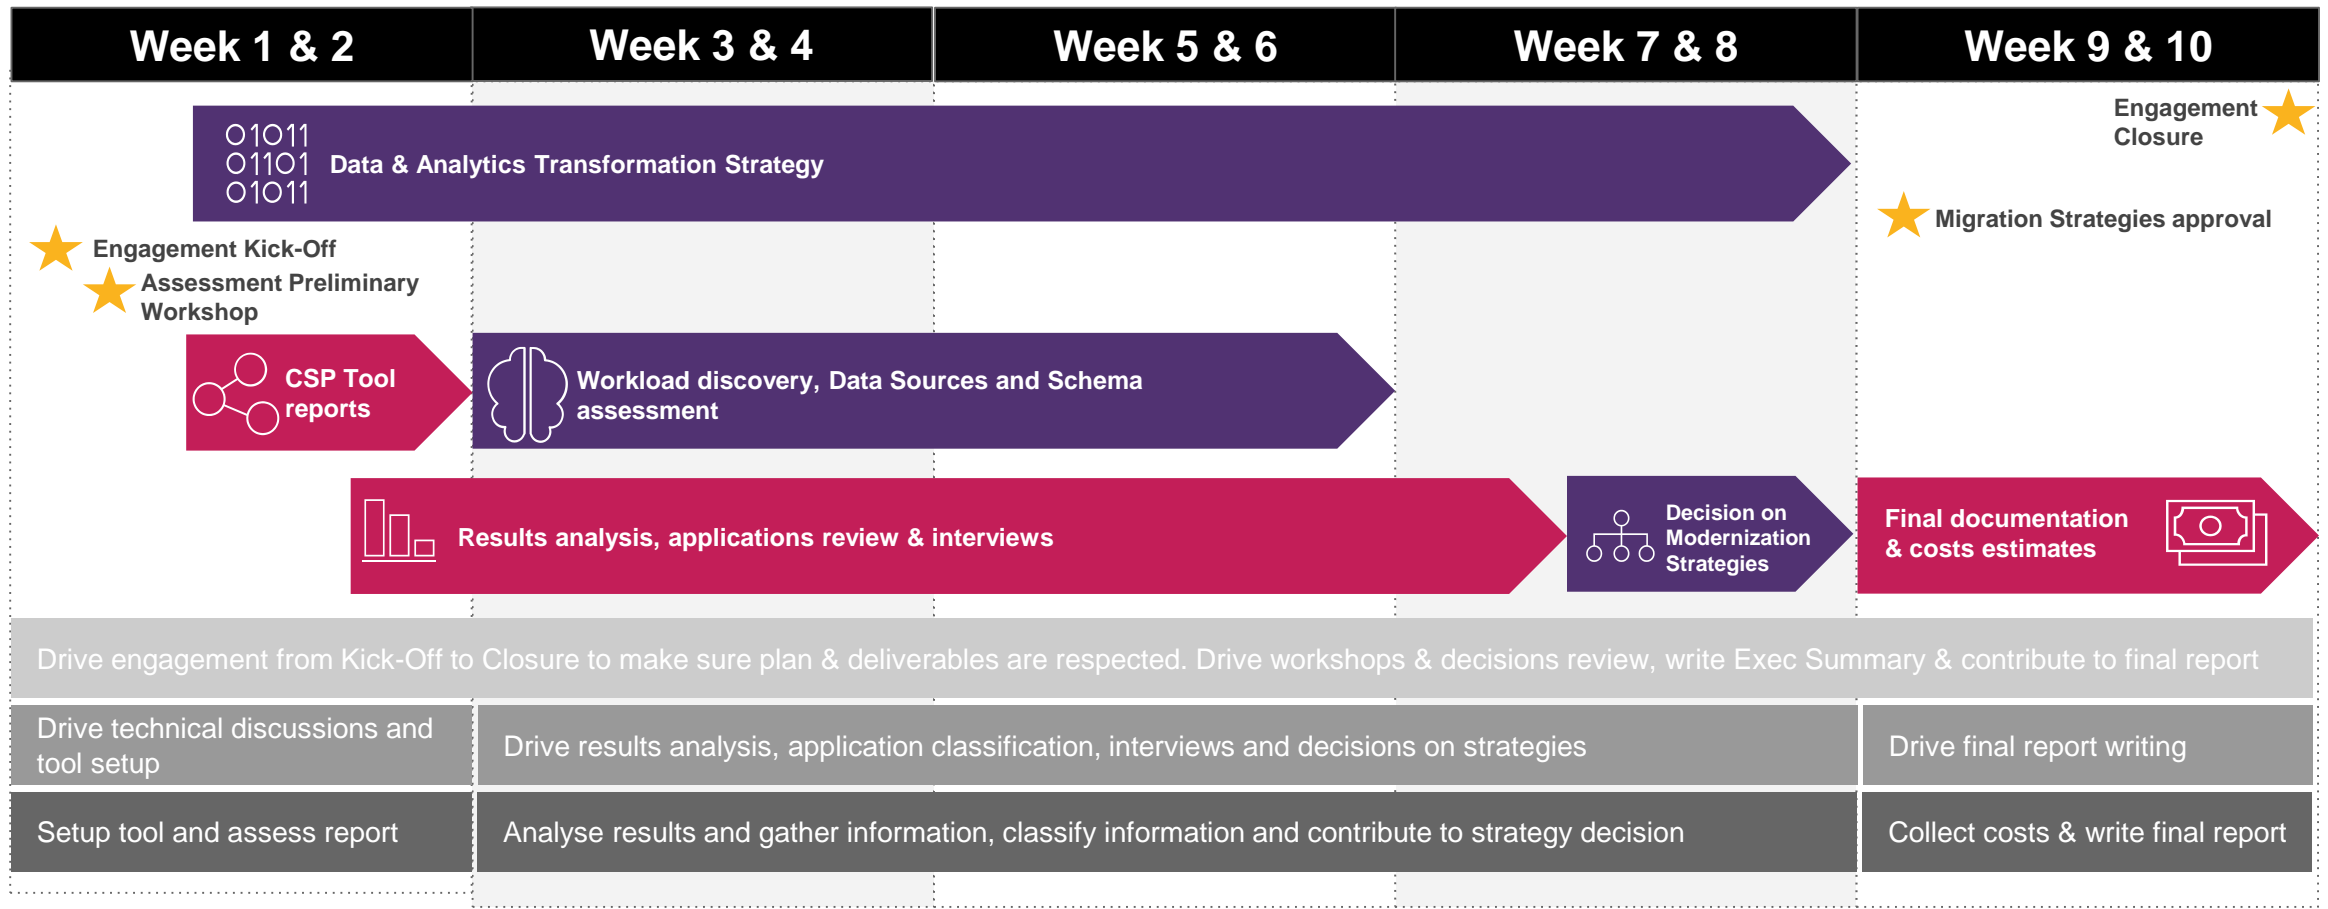 Week 1 & 2
Week 3 & 4
Week 5 & 6
Week 7 & 8
Week 9 & 10
01011
01101
01011
Data & Analytics Transformation Strategy
Engagement
Closure
Migration Strategies approval
Engagement Kick-Off
Assessment Preliminary
Workshop
CSP Tool
reports
Workload discovery, Data Sources and Schema
assessment
Results analysis, applications review & interviews
Decision on
Modernization
Strategies
Final documentation
& costs estimates
Drive engagement from Kick-Off to Closure to make sure plan & deliverables are respected. Drive workshops & decisions review, write Exec Summary & contribute to final report
Drive technical discussions and
tool setup
Drive results analysis, application classification, interviews and decisions on strategies
Drive final report writing
Setup tool and assess report
Analyse results and gather information, classify information and contribute to strategy decision
Collect costs & write final report